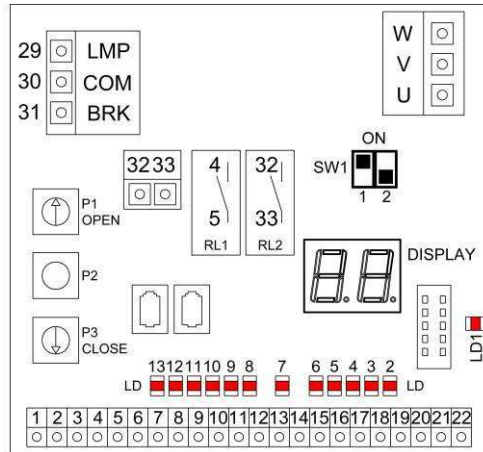 29 LMP
30 COM
31 BRK
W
V
U
ON
SW1
1 2
32 33
4
5
RL1
32
33
RL2
P1
OPEN
P2
P3
CLOSE
8.8.
DISPLAY
LD1
13 12 11 10 9 8 7 6 5 4 3 2
LD LD
1 2 3 4 5 6 7 8 9 10 11 12 13 14 15 16 17 18 19 20 21 22